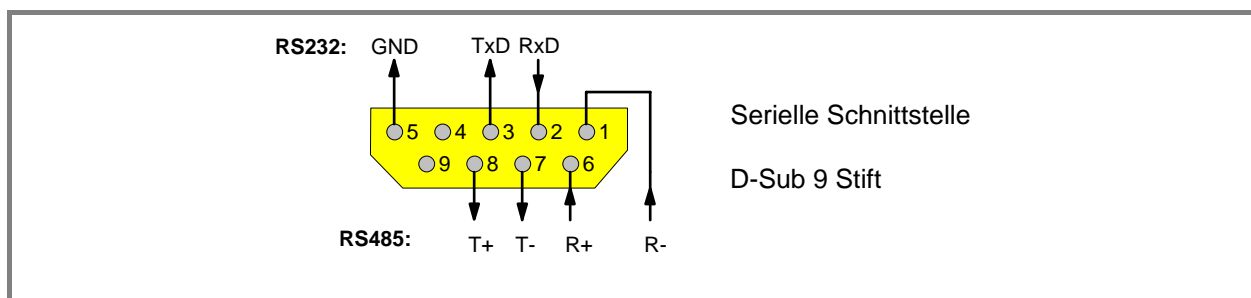 RS232: GND TxD RxD
5 4 3 2 1
Serielle Schnittstelle
9 8 7 6
D-Sub 9 Stift
RS485: T+ T- R+ R-